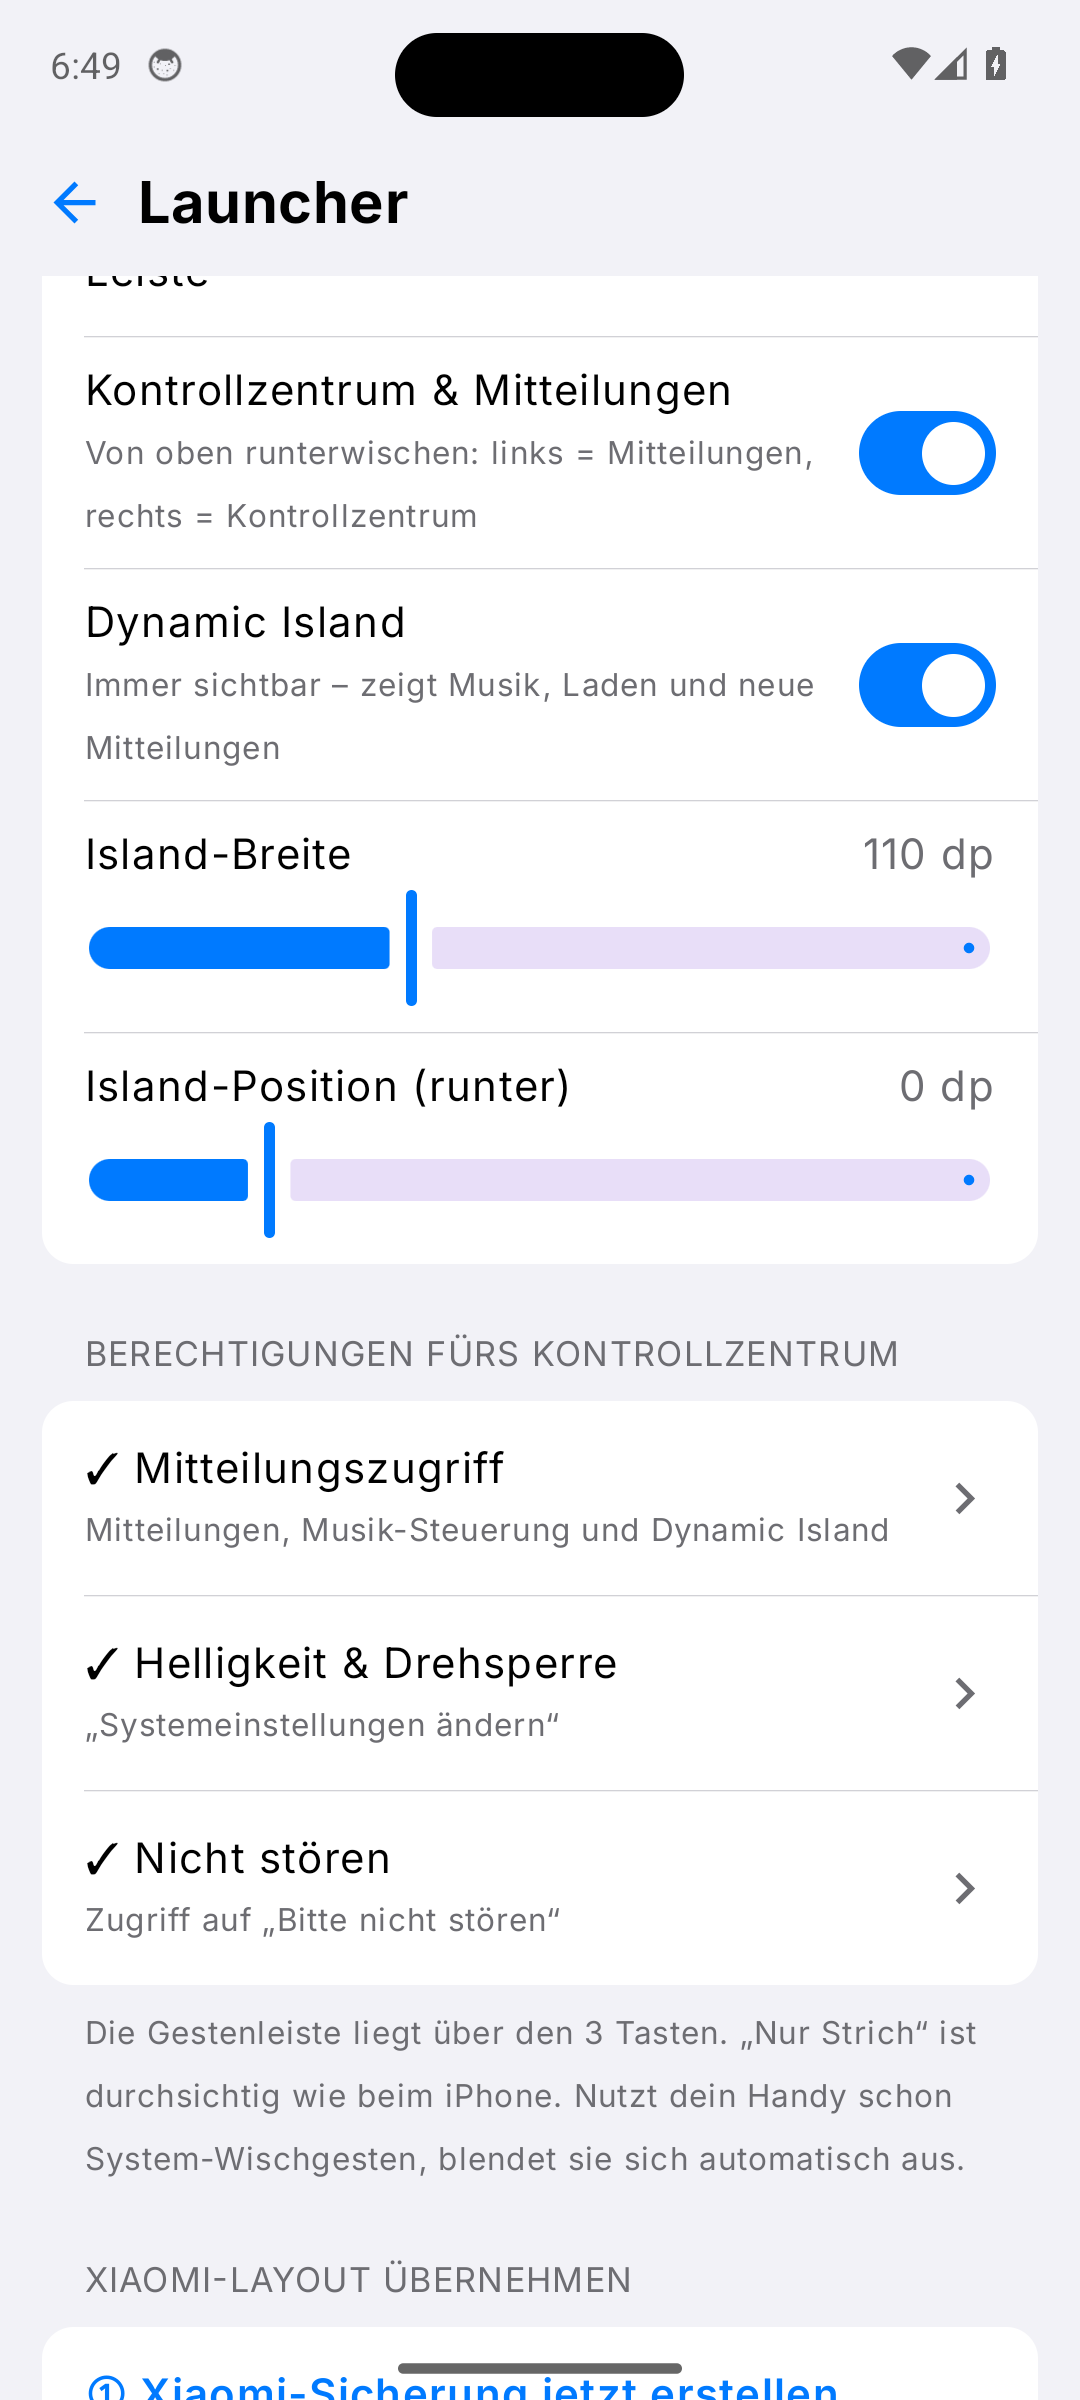 6:49
Launcher
Leiste
Kontrollzentrum & Mitteilungen
Von oben runterwischen: links = Mitteilungen,
rechts = Kontrollzentrum
Dynamic Island
Immer sichtbar – zeigt Musik, Laden und neue
Mitteilungen
Island-Breite
110 dp
Island-Position (runter)
0 dp
BERECHTIGUNGEN FÜRS KONTROLLZENTRUM
✓ Mitteilungszugriff
Mitteilungen, Musik-Steuerung und Dynamic Island
✓ Helligkeit & Drehsperre
„Systemeinstellungen ändern“
✓ Nicht stören
Zugriff auf „Bitte nicht stören“
Die Gestenleiste liegt über den 3 Tasten. „Nur Strich“ ist
durchsichtig wie beim iPhone. Nutzt dein Handy schon
System-Wischgesten, blendet sie sich automatisch aus.
XIAOMI-LAYOUT ÜBERNEHMEN
① Xiaomi-Sicherung jetzt erstellen